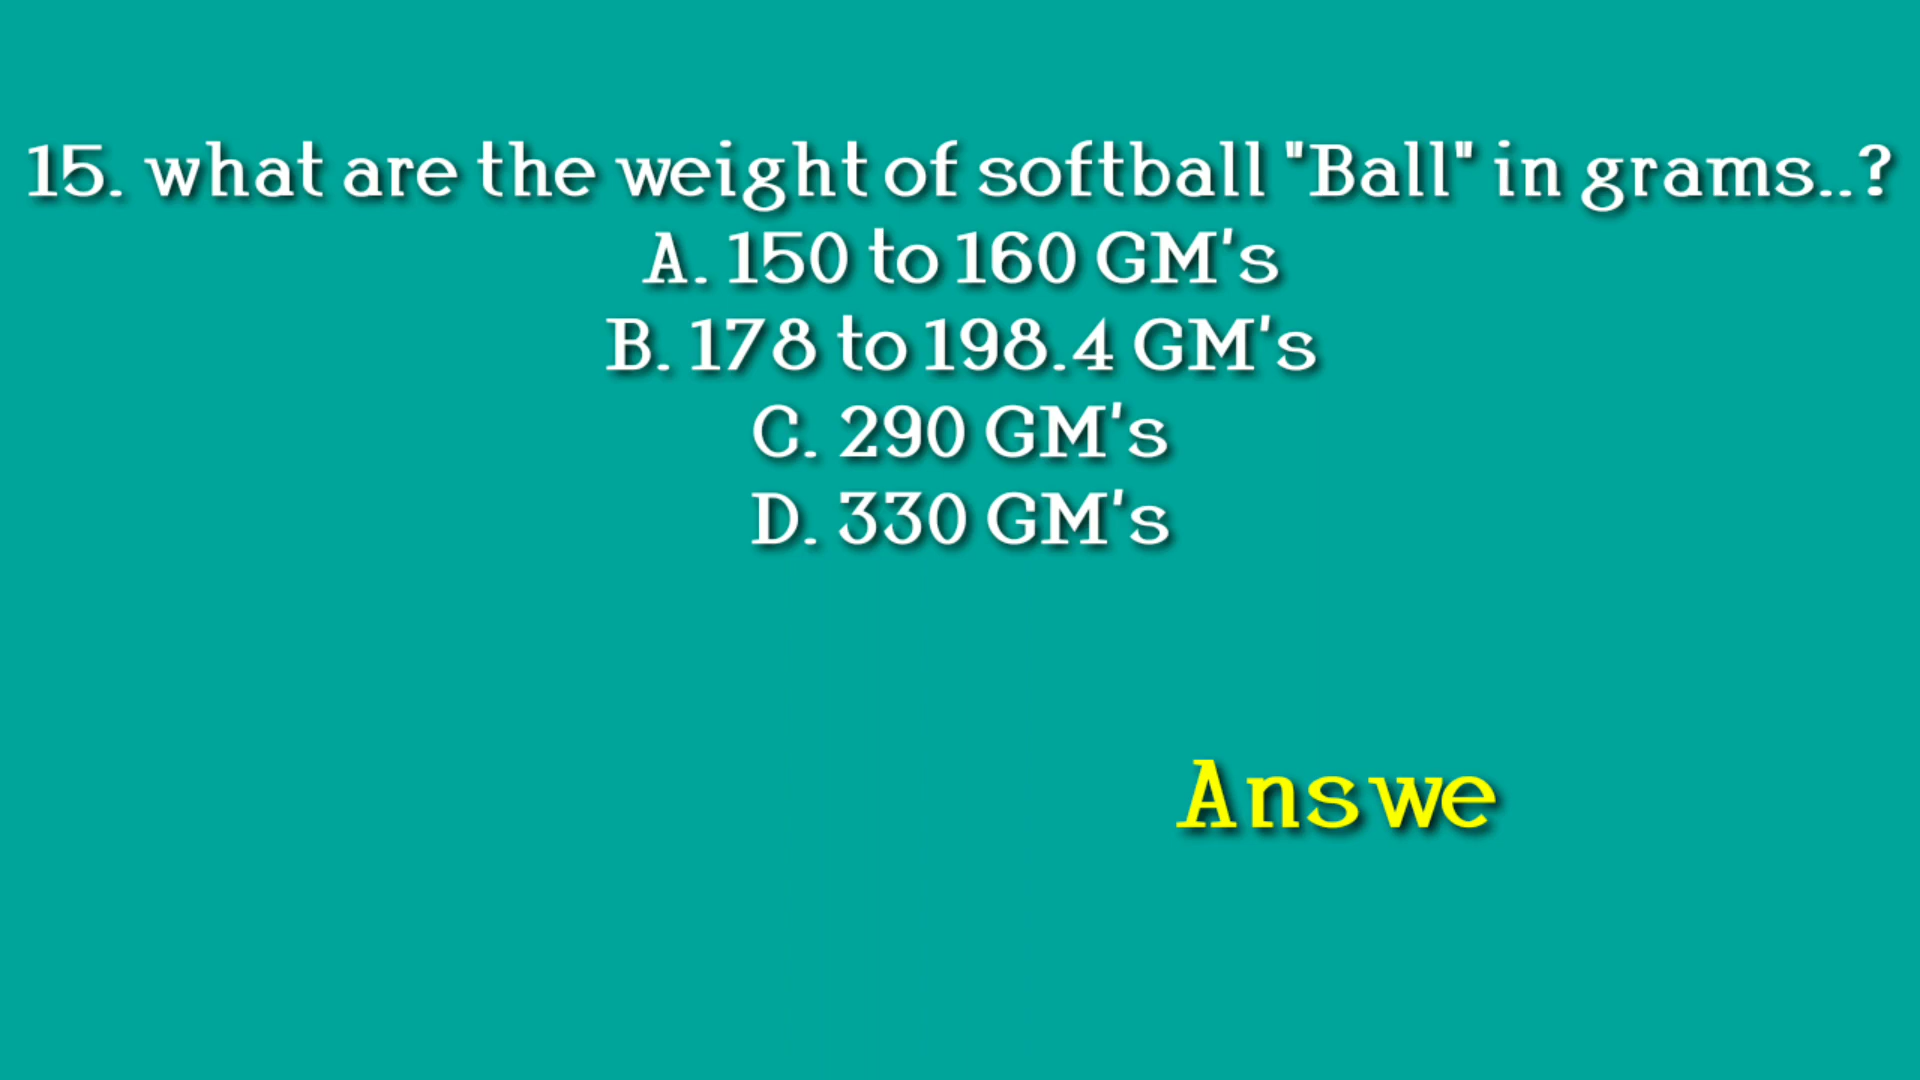 15. what are the weight of softball "Ball" in grams..?
A. 150 to 160 GM's
B. 178 to 198.4 GM's
C. 290 GM's
D. 330 GM's
Answe